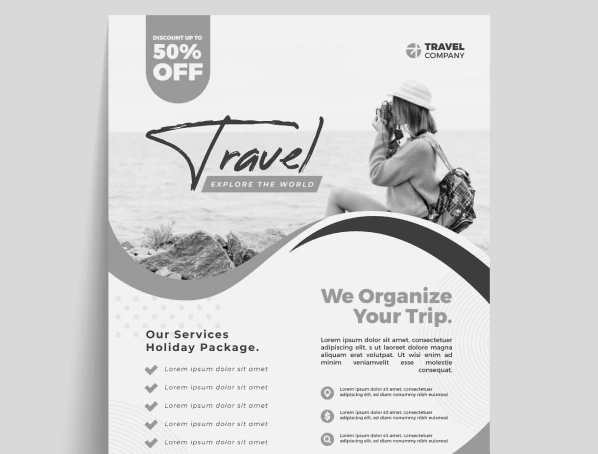 DISCOUNT UP TO
50%
OFF
TRAVEL
COMPANY
Travel
EXPLORE THE WORLD
We Organize
Your Trip.
Lorem ipsum dolor sit amet, consectetuer
adipiscing elit, sed diam nonummy nibh
aliquam erat volutpat. Ut wisi enim ad
minim veniamvelit esse molestie
consequat.
Our Services
Holiday Package.
Lorem ipsum dolor sit amet
Lorem ipsum dolor sit amet
Lorem ipsum dolor sit amet
Lorem ipsum dolor sit amet
Lorem ipsum dolor sit amet
Lorem ipsum dolor sit amet, consectetuer
adipiscing elit, ed diam nonummy nibh euismod
Lorem ipsum dolor sit amet, consectetuer
adipiscing elit, ed diam nonummy nibh euismod
Lorem ipsum dolor sit amet, consectetuer
adipiscing elit, ed diam nonummy nibh euismod